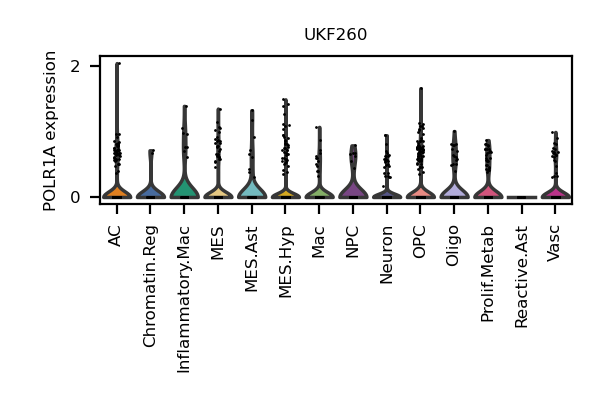 UKF260
POLR1A expression
2
0
AC
Chromatin.Reg
Inflammatory.Mac
MES
MES.Ast
MES.Hyp
Mac
NPC
Neuron
OPC
Oligo
Prolif.Metab
Reactive.Ast
Vasc